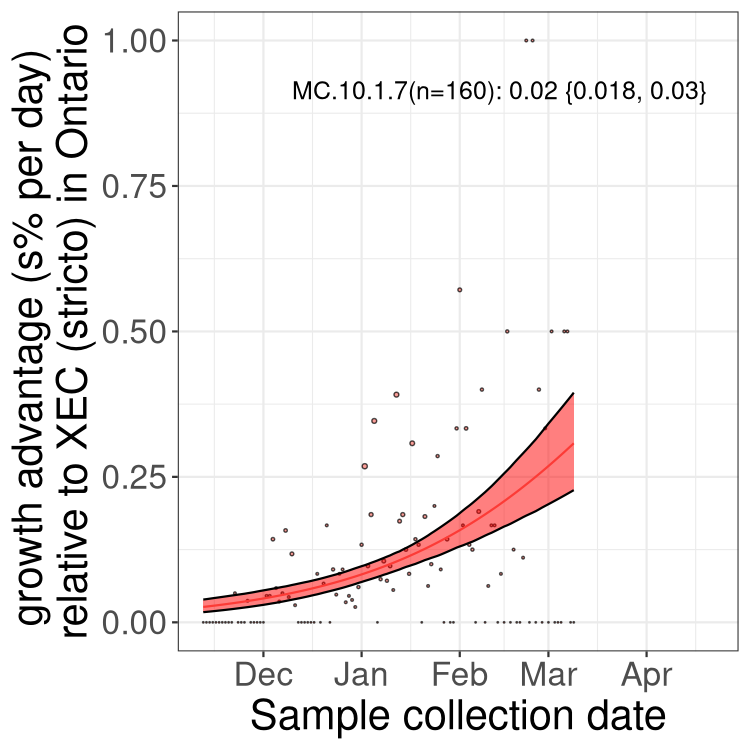 growth advantage (s% per day)
relative to XEC (stricto) in Ontario
1.00
0.75
0.50
0.25
0.00
MC.10.1.7(n=160): 0.02 {0.018, 0.03}
Dec Jan Feb Mar Apr
Sample collection date